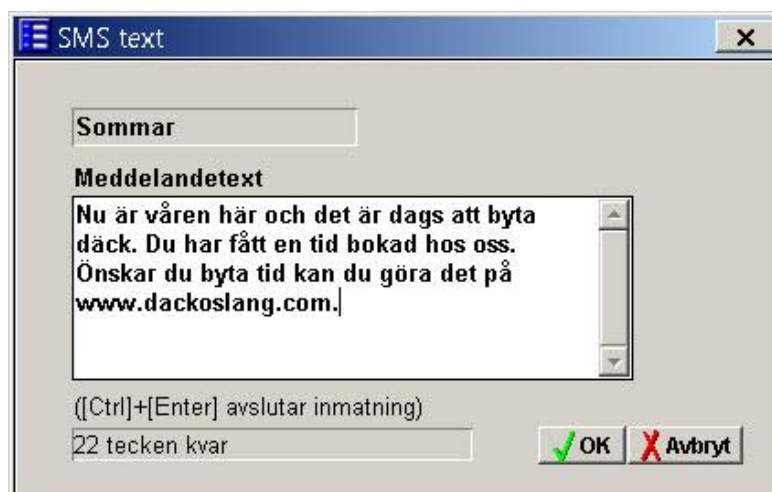 SMS text
Sommar
Meddelandetext
Nu är våren här och det är dags att byta
däck. Du har fått en tid bokad hos oss.
Önskar du byta tid kan du göra det på
www.dackoslang.com.
([Ctrl]+[Enter] avslutar inmatning)
22 tecken kvar
OK Avbryt